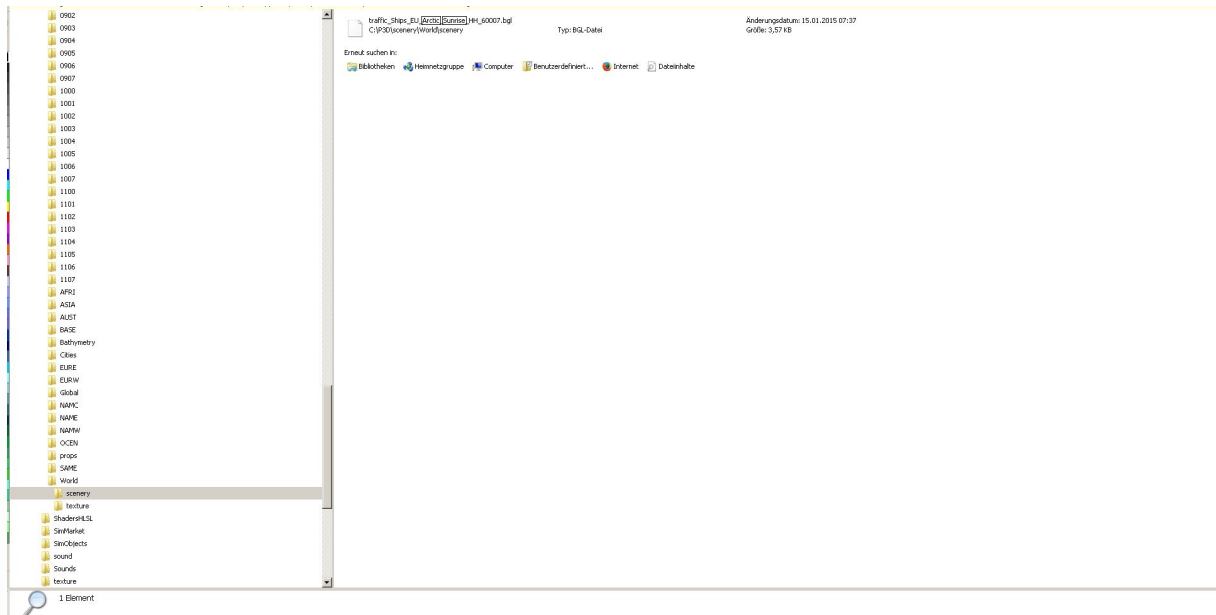 0902
0903
0904
0905
0906
0907
1000
1001
1002
1003
1004
1005
1006
1007
1100
1101
1102
1103
1104
1105
1106
1107
AFRI
ASIA
AUST
BASE
Bathymetry
Cities
EURE
EURW
Global
NAMC
NAME
NAMW
OCEN
props
SAME
World
scenery
texture
ShadersHLSL
SimMarket
SimObjects
sound
Sounds
texture
traffic_Ships_EU_Arctic_Sunrise_HH_60007.bgl Änderungsdatum: 15.01.2015 07:37
C:\P3D\scenery\World\scenery Typ: BGL-Datei Größe: 3,57 KB
Erneut suchen in:
Bibliotheken Heimnetzgruppe Computer Benutzerdefiniert... Internet Dateiinhalte
1 Element